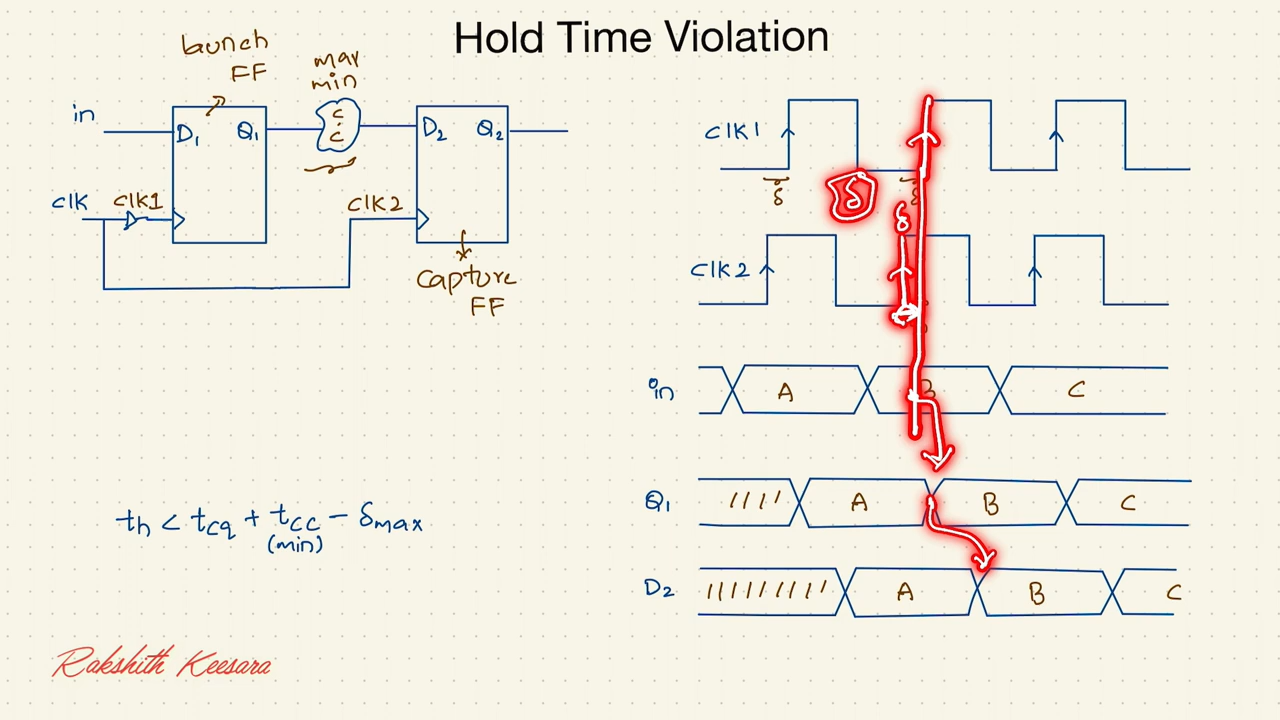 Hold Time Violation
launch
FF
max
min
in
D1
Q1
C
C
D2
Q2
clk
clk1
clk2
capture
FF
clk1
δ
δ
δ
δ
clk2
in
A
B
C
Q1
A
B
C
D2
A
B
C
th < tcq + tcc - δmax
(min)
Rakshith Keesara